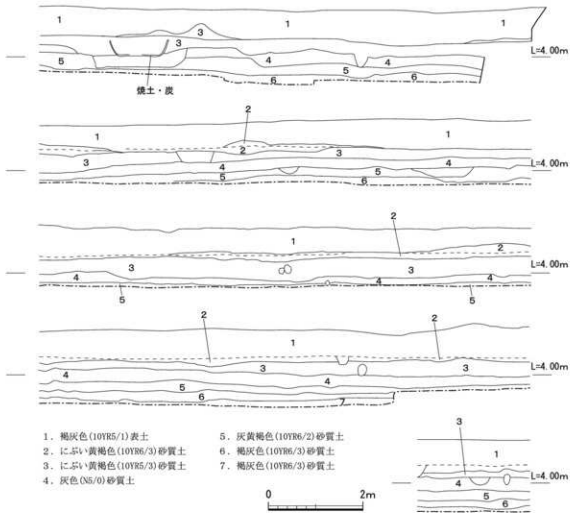 1 1 1
3
3
L=4.00m
5 4 5 4
6 6
焼土・炭
2
1 1
2 3
3 4 4 L=4.00m
5 5 6
2
1 2
3 3 L=4.00m
4 4 4
5 5
2 1 2
3 3
4 L=4.00m
5 4
6 7
1. 褐灰色(10YR5/1)表土
2. にぶい黄褐色(10YR6/3)砂質土
3. にぶい黄褐色(10YR6/3)砂質土
4. 灰色(N5/0)砂質土
5. 灰黄褐色(10YR6/2)砂質土
6. 褐灰色(10YR6/3)砂質土
7. 褐灰色(10YR6/3)砂質土
0 2m
3
1
4 L=4.00m
5
6